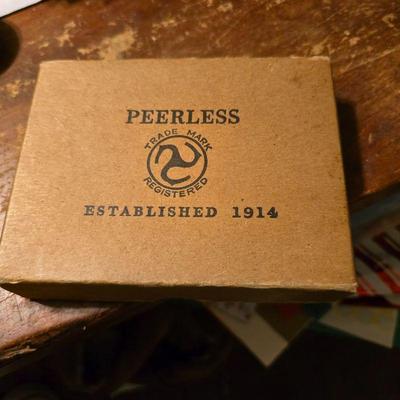 PEERLESS
TRADE MARK
REGISTERED
ESTABLISHED 1914